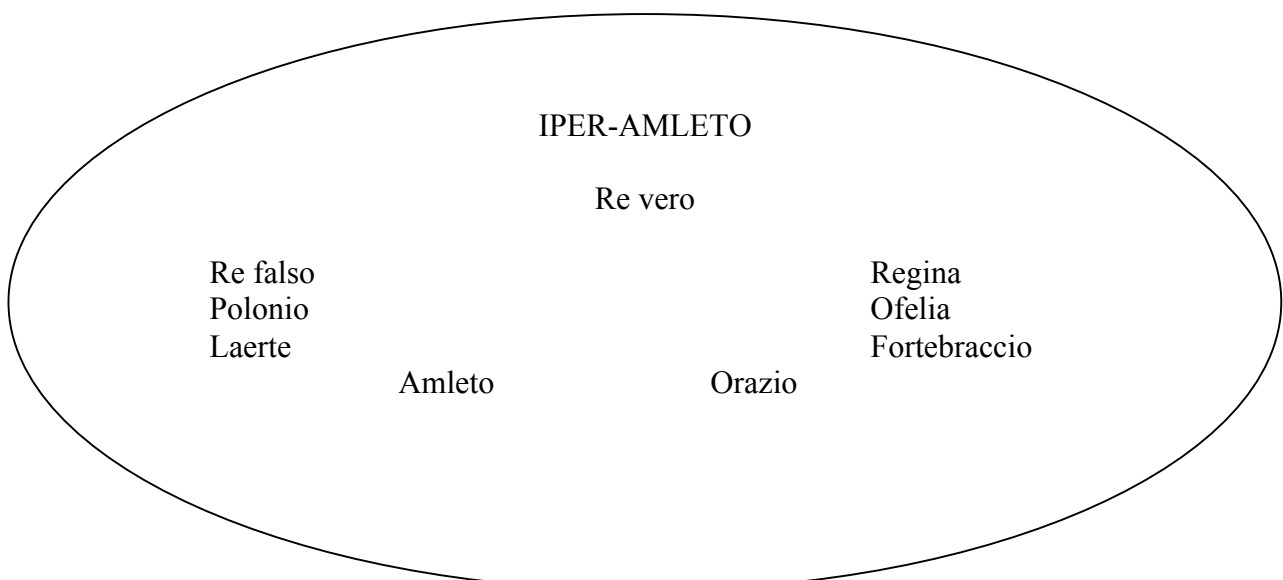 IPER-AMLETO
Re vero
Re falso Regina
Polonio Ofelia
Laerte Fortebraccio
Amleto Orazio